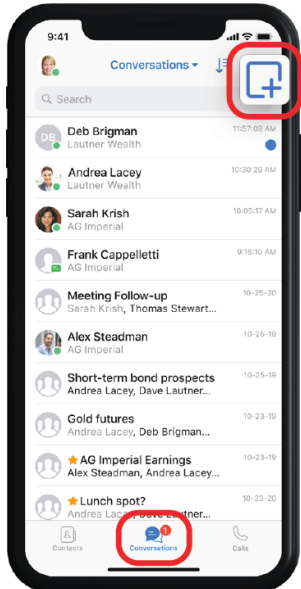 9:41
Conversations
Search
DB
Deb Brigman
11:57:09 AM
Lautner Wealth
Andrea Lacey
10:30:29 AM
Lautner Wealth
Sarah Krish
10:05:17 AM
AG Imperial
Frank Cappelletti
9:16:10 AM
AG Imperial
Meeting Follow-up
10-25-20
Sarah Krish, Thomas Stewart...
Alex Steadman
10-25-19
AG Imperial
Short-term bond prospects
10-25-19
Andrea Lacey, Dave Lautner...
Gold futures
10-23-19
Andrea Lacey, Deb Brigman...
AG Imperial Earnings
10-23-19
Alex Steadman, Andrea Lacey...
Lunch spot?
10-23-20
Andrea Lacey, Dave Lautner...
1
Contacts
Conversations
Calls